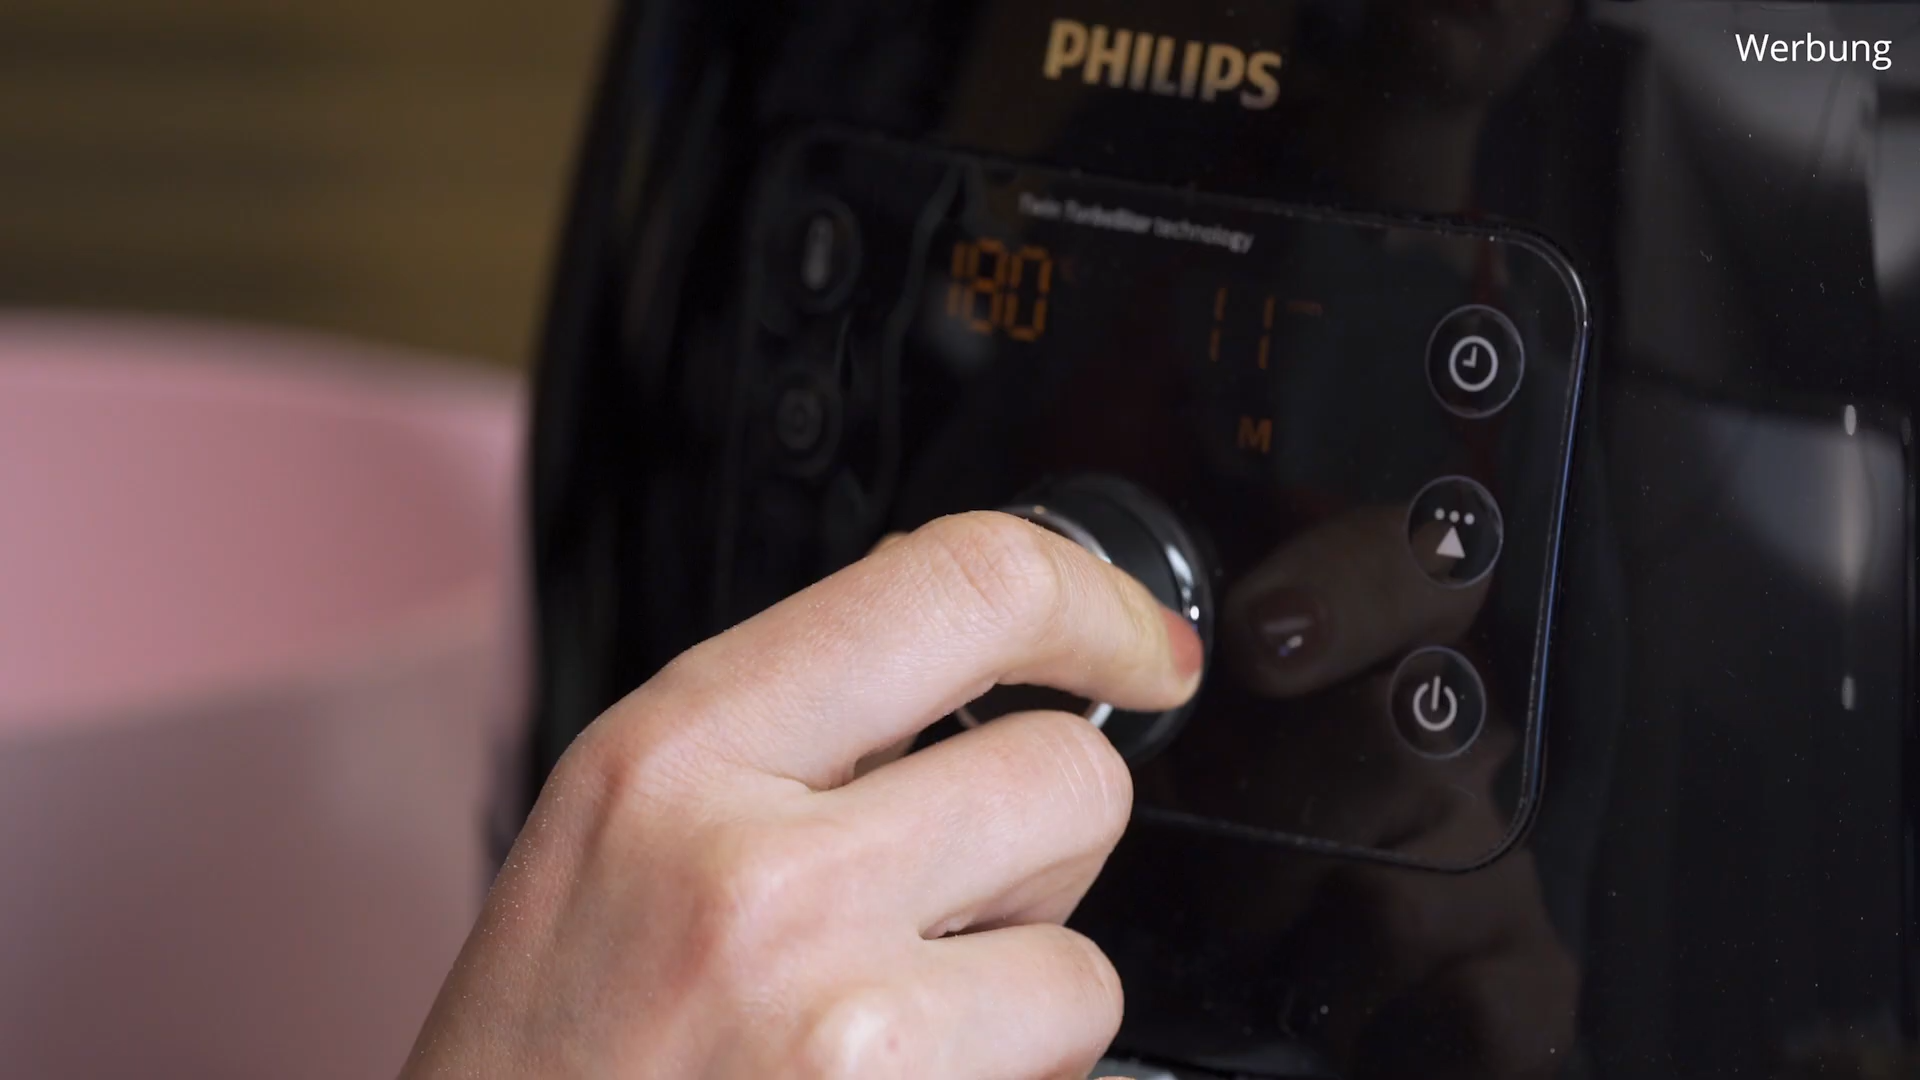 Werbung
PHILIPS
Twin TurboStar technology
180
11
M